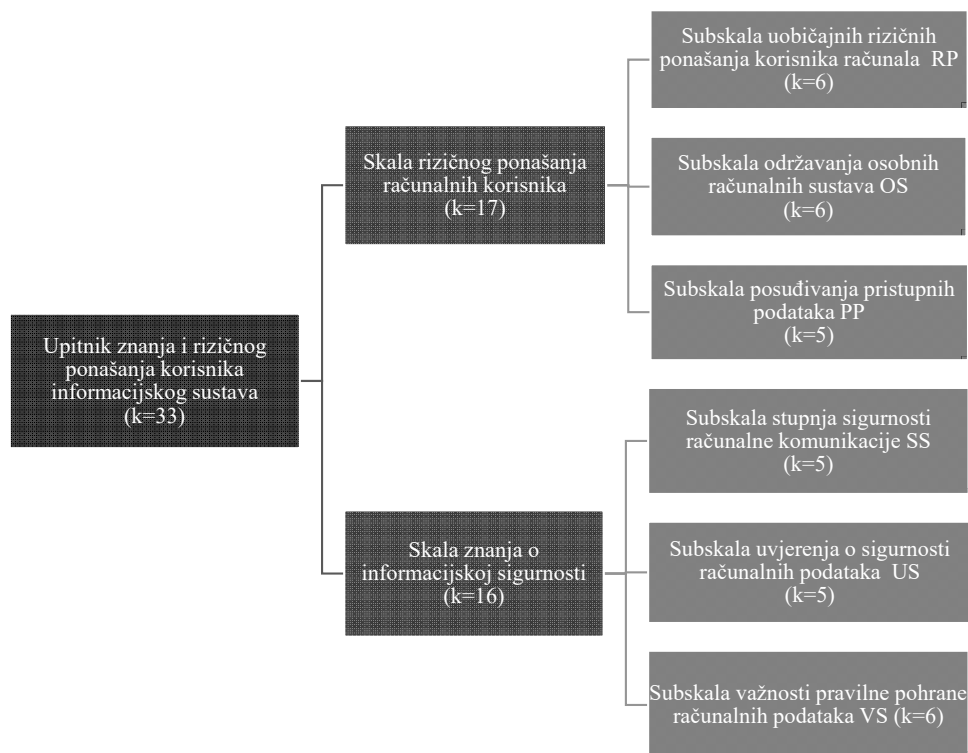 Upitnik znanja i rizičnog
ponašanja korisnika
informacijskog sustava
(k=33)
Skala rizičnog ponašanja
računalnih korisnika
(k=17)
Subskala uobičajnih rizičnih
ponašanja korisnika računala RP
(k=6)
Subskala održavanja osobnih
računalnih sustava OS
(k=6)
Subskala posuđivanja pristupnih
podataka PP
(k=5)
Skala znanja o
informacijskoj sigurnosti
(k=16)
Subskala stupnja sigurnosti
računalne komunikacije SS
(k=5)
Subskala uvjerenja o sigurnosti
računalnih podataka US
(k=5)
Subskala važnosti pravilne pohrane
računalnih podataka VS (k=6)